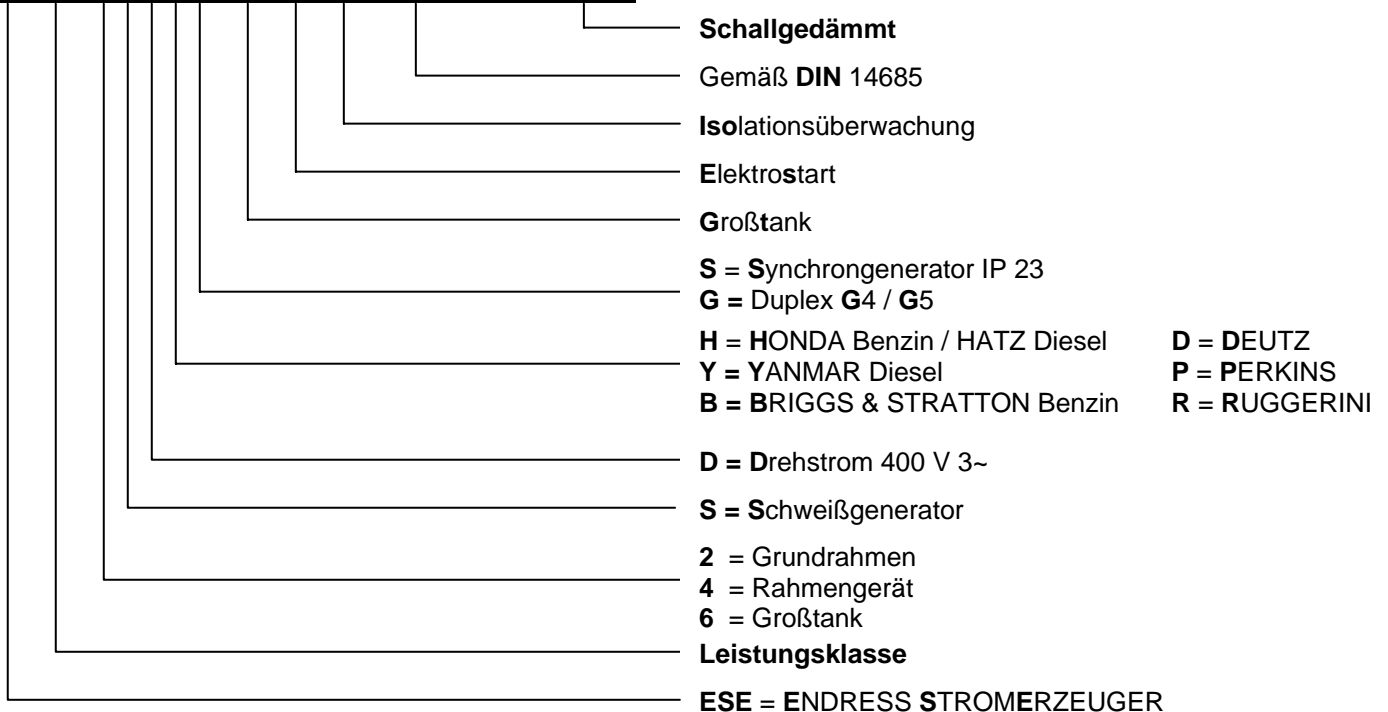 Schallgedämmt
Gemäß DIN 14685
Isolationsüberwachung
Elektrostart
Großtank
S = Synchrongenerator IP 23
G = Duplex G4 / G5
H = HONDA Benzin / HATZ Diesel D = DEUTZ
Y = YANMAR Diesel P = PERKINS
B = BRIGGS & STRATTON Benzin R = RUGGERINI
D = Drehstrom 400 V 3~
S = Schweißgenerator
2 = Grundrahmen
4 = Rahmengerät
6 = Großtank
Leistungsklasse
ESE = ENDRESS STROMERZEUGER